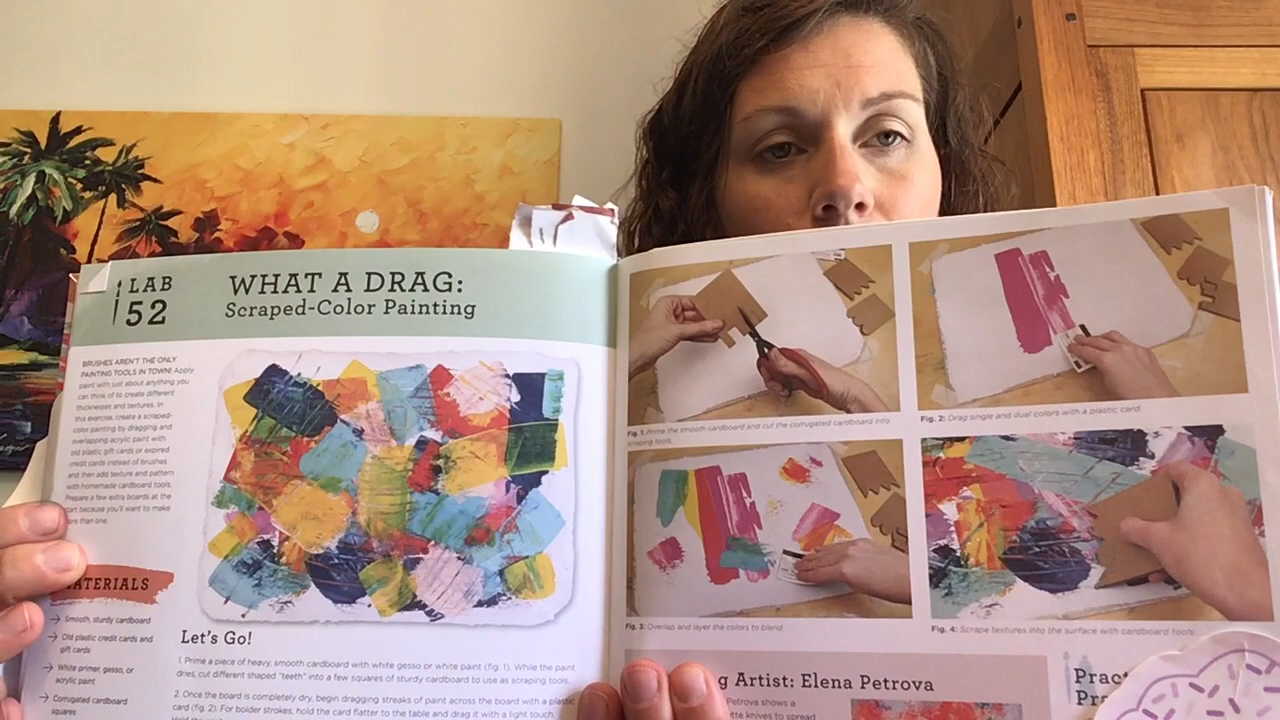 LAB
52
WHAT A DRAG:
Scraped-Color Painting
BRUSHES AREN'T THE ONLY
PAINTING TOOLS IN TOWN! Apply
paint with just about anything you
can think of to create different
thicknesses and textures. In
this exercise, create a scraped-
color painting by dragging and
overlapping acrylic paint with
old plastic gift cards or expired
credit cards instead of brushes
and then add texture and pattern
with homemade cardboard tools.
Prepare a few extra boards at the
start because you'll want to make
more than one.
MATERIALS
→ Smooth, sturdy cardboard
→ Old plastic credit cards and
gift cards
→ White primer, gesso, or
acrylic paint
→ Corrugated cardboard
squares
Let's Go!
1. Prime a piece of heavy, smooth cardboard with white gesso or white paint (fig. 1). While the paint
dries, cut different shaped "teeth" into a few squares of sturdy cardboard to use as scraping tools.
2. Once the board is completely dry, begin dragging streaks of paint across the board with a plastic
card (fig. 2). For bolder strokes, hold the card flatter to the table and drag it with a light touch.
Fig. 1: Prime the smooth cardboard and cut the corrugated cardboard into
scraping tools.
Fig. 2: Drag single and dual colors with a plastic card.
Fig. 3: Overlap and layer the colors to blend.
Fig. 4: Scrape textures into the surface with cardboard tools.
g Artist: Elena Petrova
Petrova shows a
tte knives to spread
Prac
Pr